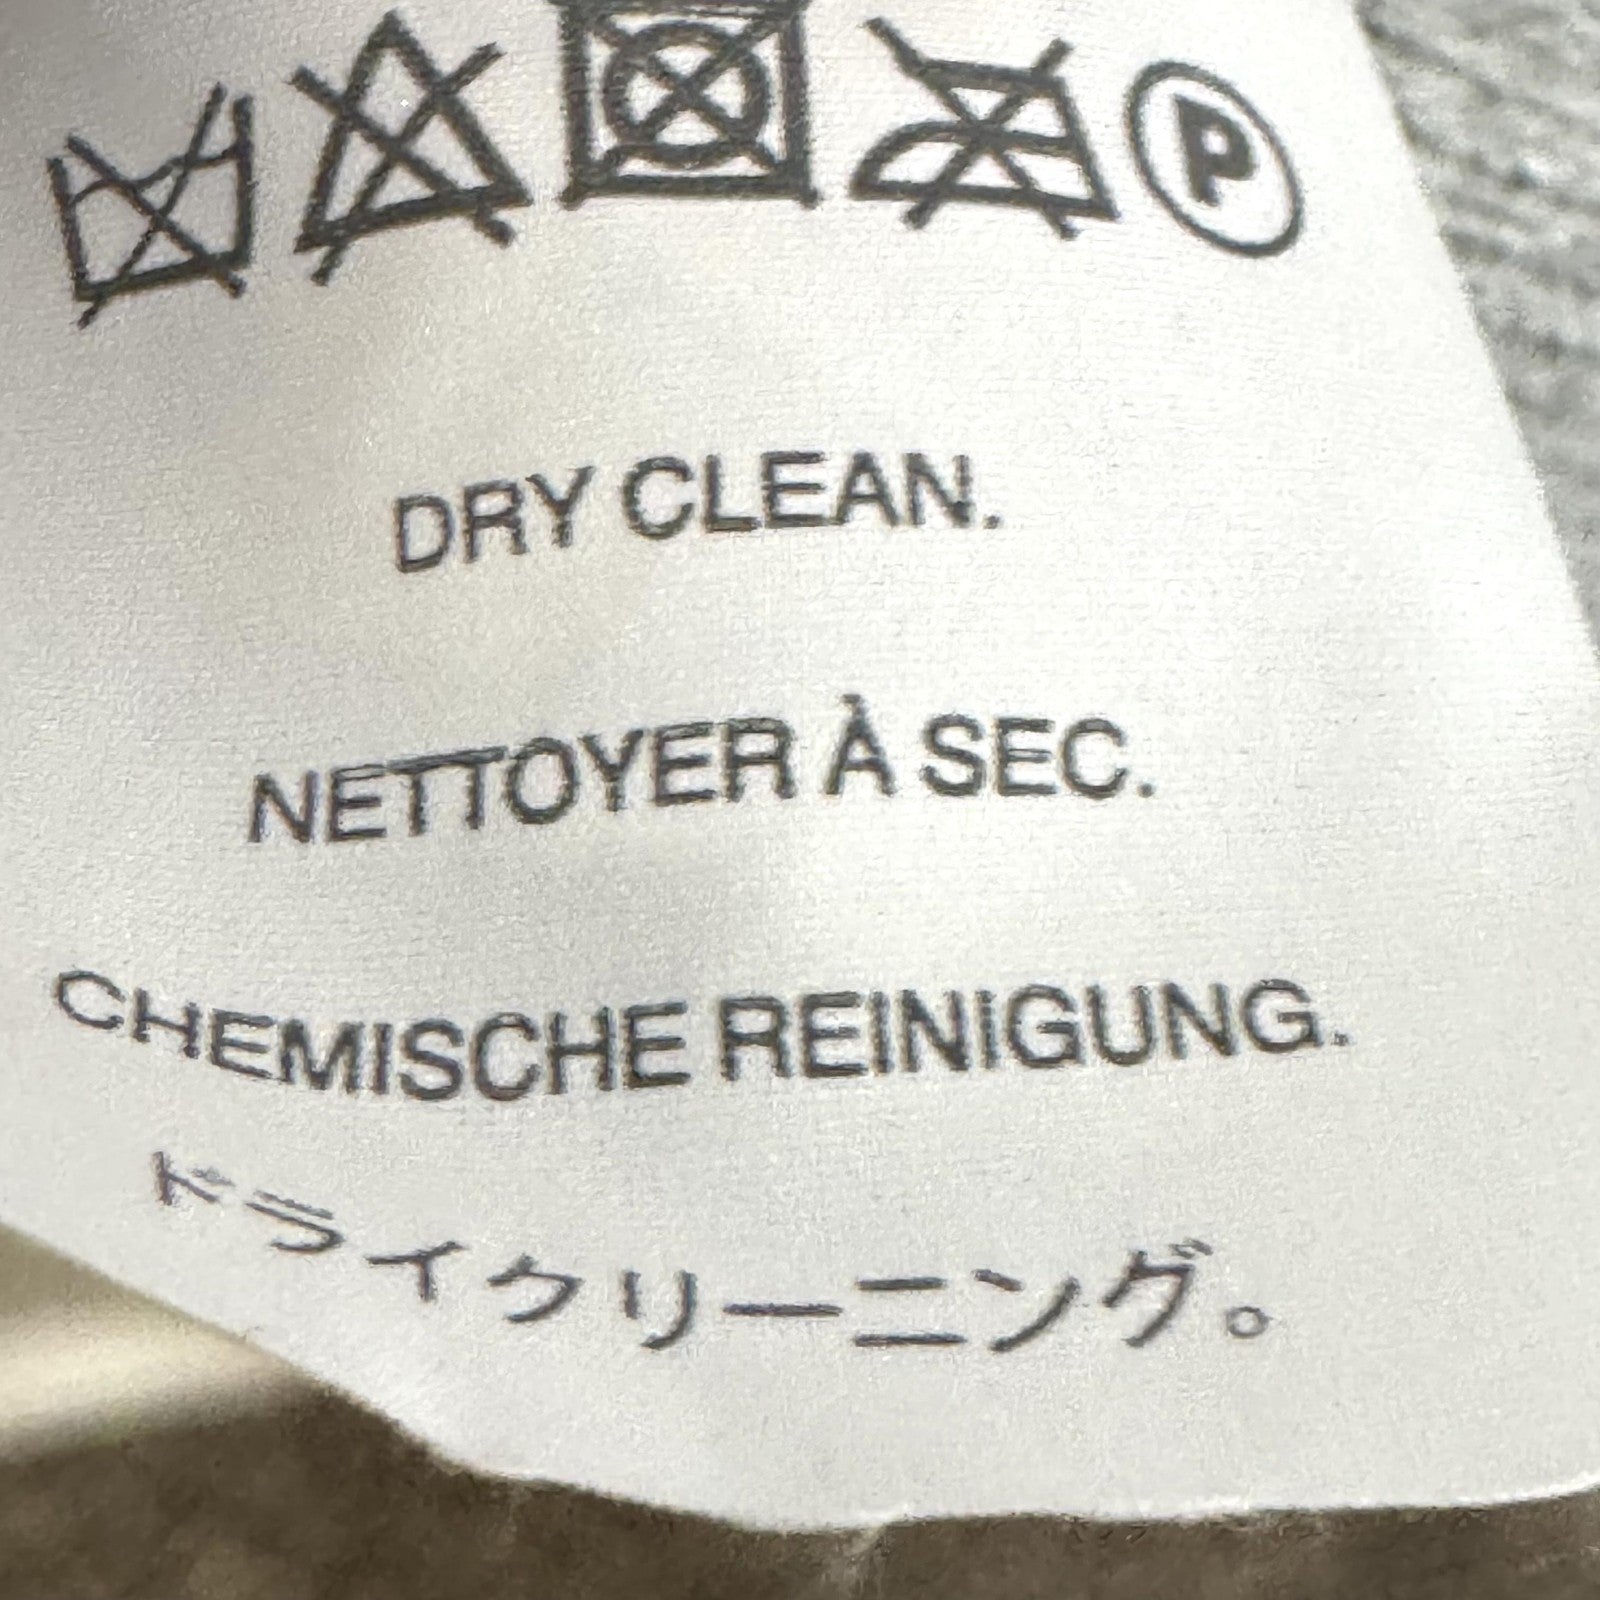 P
DRY CLEAN.
NETTOYER À SEC.
CHEMISCHE REINIGUNG.
ドライクリーニング。